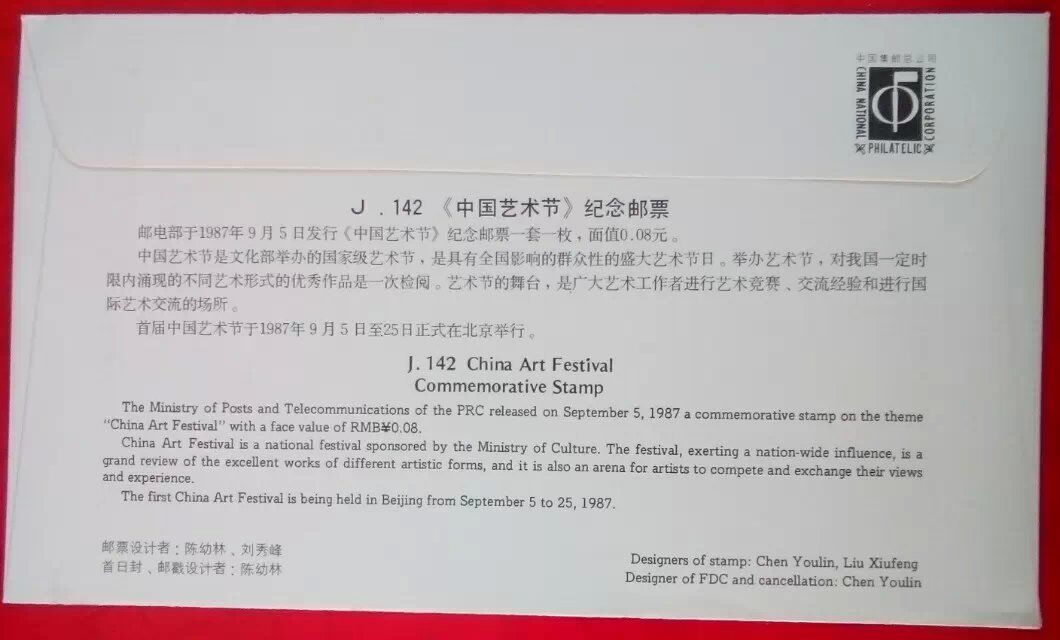 中国集邮总公司
CHINA NATIONAL
PHILATELIC
CORPORATION
J . 142 《中国艺术节》纪念邮票
邮电部于1987年9月5日发行《中国艺术节》纪念邮票一套一枚，面值0.08元。
中国艺术节是文化部举办的国家级艺术节，是具有全国影响的群众性的盛大艺术节日。举办艺术节，对我国一定时
限内涌现的不同艺术形式的优秀作品是一次检阅。艺术节的舞台，是广大艺术工作者进行艺术竞赛、交流经验和进行国
际艺术交流的场所。
首届中国艺术节于1987年9月5日至25日正式在北京举行。
J. 142 China Art Festival
Commemorative Stamp
The Ministry of Posts and Telecommunications of the PRC released on September 5, 1987 a commemorative stamp on the theme
“China Art Festival” with a face value of RMB¥0.08.
China Art Festival is a national festival sponsored by the Ministry of Culture. The festival, exerting a nation-wide influence, is a
grand review of the excellent works of different artistic forms, and it is also an arena for artists to compete and exchange their views
and experience.
The first China Art Festival is being held in Beijing from September 5 to 25, 1987.
邮票设计者：陈幼林、刘秀峰
首日封、邮戳设计者：陈幼林
Designers of stamp: Chen Youlin, Liu Xiufeng
Designer of FDC and cancellation: Chen Youlin